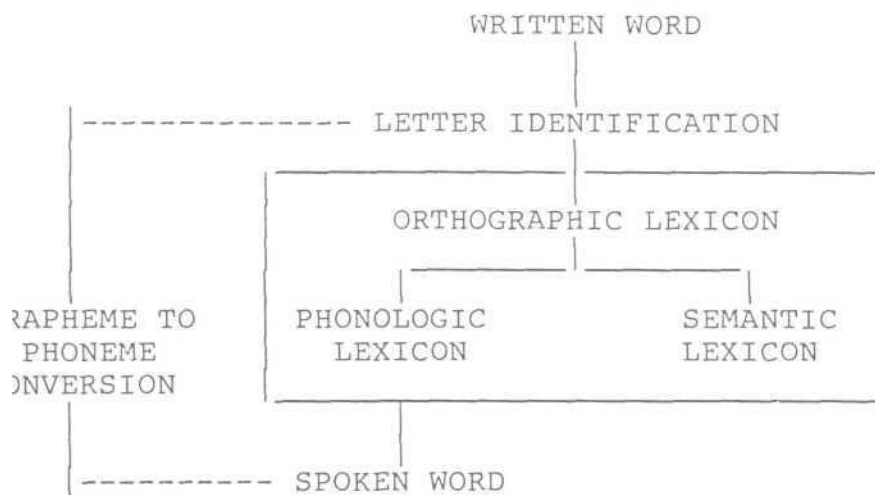 WRITTEN WORD
LETTER IDENTIFICATION
ORTHOGRAPHIC LEXICON
RAPHEME TO
PHONEME
ONVERSION
PHONOLOGIC
LEXICON
SEMANTIC
LEXICON
SPOKEN WORD